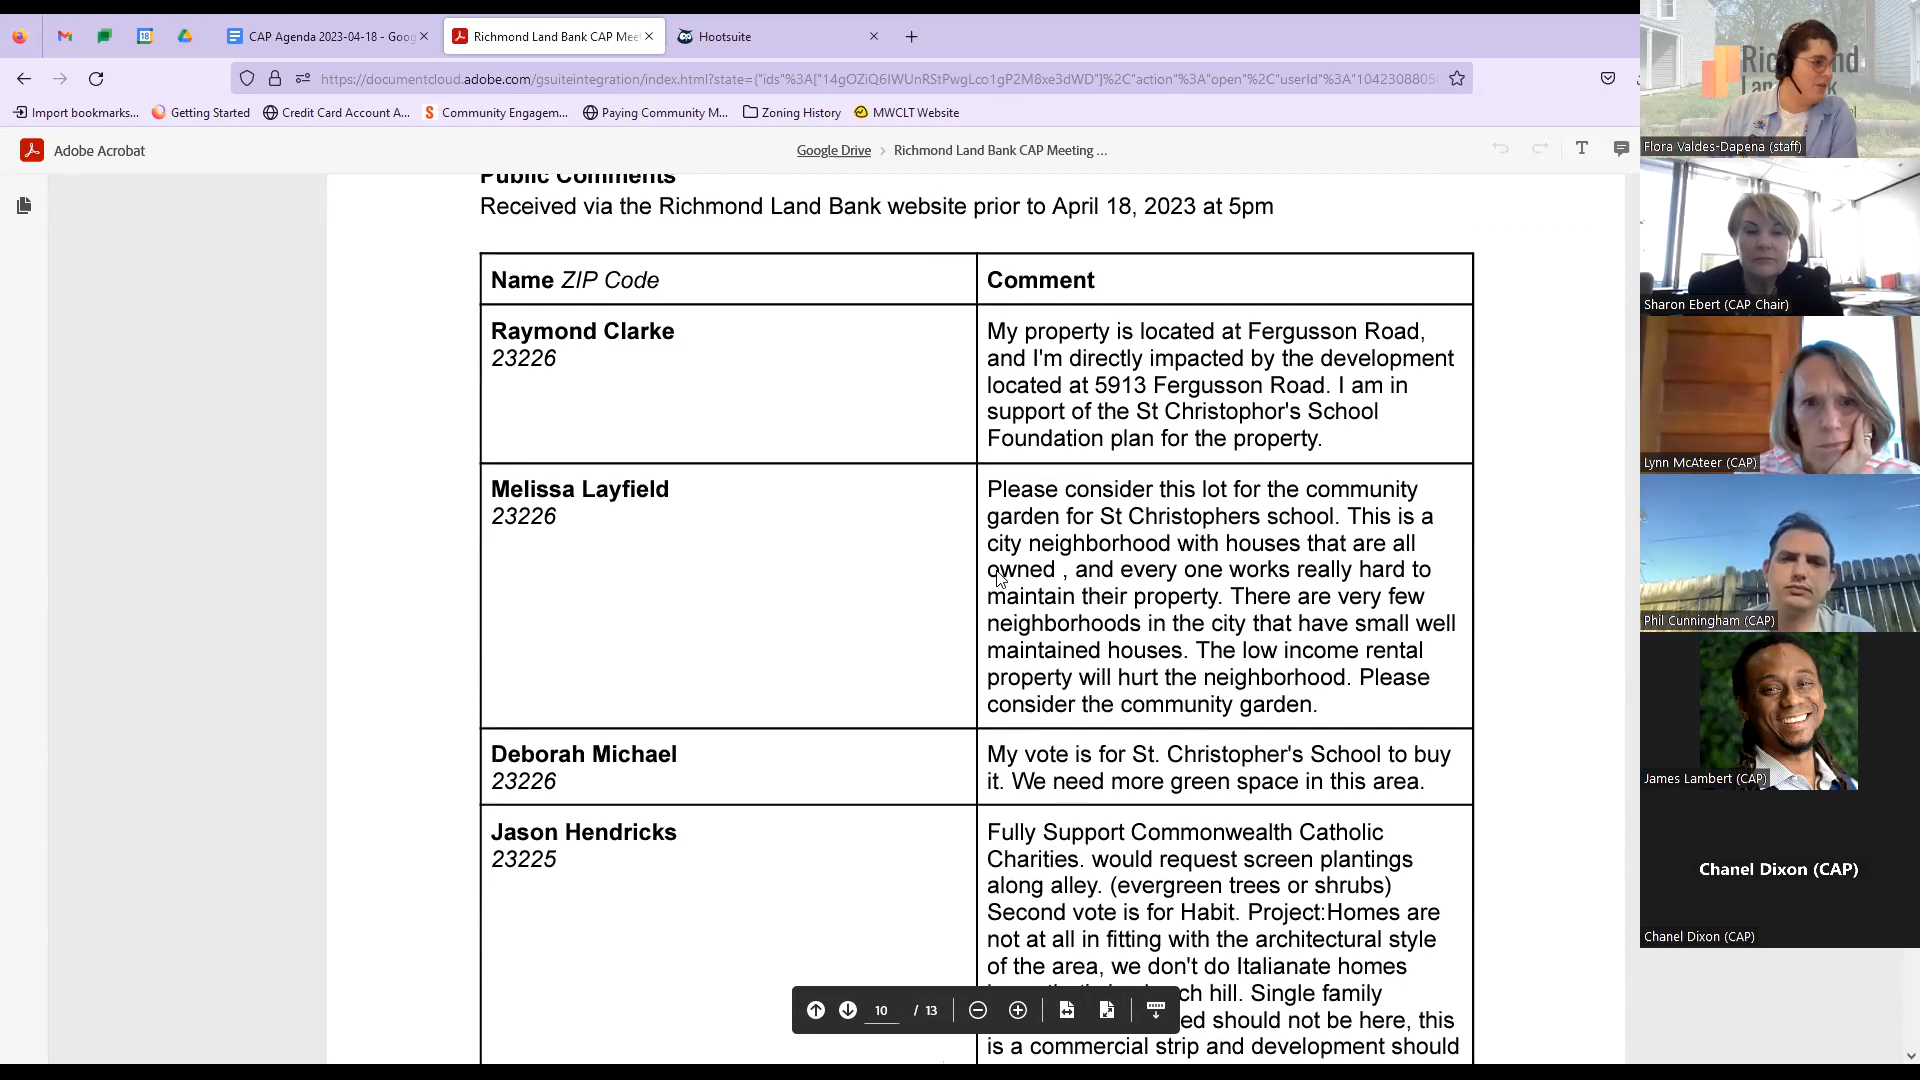 CAP Agenda 2023-04-18 - Goog
Richmond Land Bank CAP Mee
Hootsuite
https://documentcloud.adobe.com/gsuiteintegration/index.html?state={"ids"%3A["14gOZiQ6IWUnRStPwgLco1gP2M8xe3dWD"]%2C"action"%3A"open"%2C"userId"%3A"104230880
Import bookmarks...
Getting Started
Credit Card Account A...
Community Engagem...
Paying Community M...
Zoning History
MWCLT Website
Adobe Acrobat
Google Drive > Richmond Land Bank CAP Meeting ...
Public Comments
Received via the Richmond Land Bank website prior to April 18, 2023 at 5pm
Name ZIP Code
Comment
Raymond Clarke
23226
My property is located at Fergusson Road,
and I'm directly impacted by the development
located at 5913 Fergusson Road. I am in
support of the St Christophor's School
Foundation plan for the property.
Melissa Layfield
23226
Please consider this lot for the community
garden for St Christophers school. This is a
city neighborhood with houses that are all
owned , and every one works really hard to
maintain their property. There are very few
neighborhoods in the city that have small well
maintained houses. The low income rental
property will hurt the neighborhood. Please
consider the community garden.
Deborah Michael
23226
My vote is for St. Christopher's School to buy
it. We need more green space in this area.
Jason Hendricks
23225
Fully Support Commonwealth Catholic
Charities. would request screen plantings
along alley. (evergreen trees or shrubs)
Second vote is for Habit. Project:Homes are
not at all in fitting with the architectural style
of the area, we don't do Italianate homes
ch hill. Single family
ed should not be here, this
is a commercial strip and development should
10 / 13
Flora Valdes-Dapena (staff)
Sharon Ebert (CAP Chair)
Lynn McAteer (CAP)
Phil Cunningham (CAP)
James Lambert (CAP)
Chanel Dixon (CAP)
Chanel Dixon (CAP)